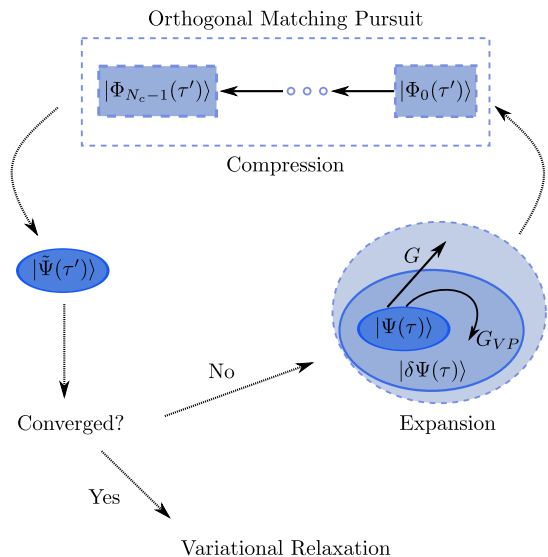 Orthogonal Matching Pursuit
|Φ_{N_c−1}(τ′)⟩
|Φ_0(τ′)⟩
Compression
|Ψ̃(τ′)⟩
G
|Ψ(τ)⟩
G_{VP}
|δΨ(τ)⟩
No
Converged?
Expansion
Yes
Variational Relaxation